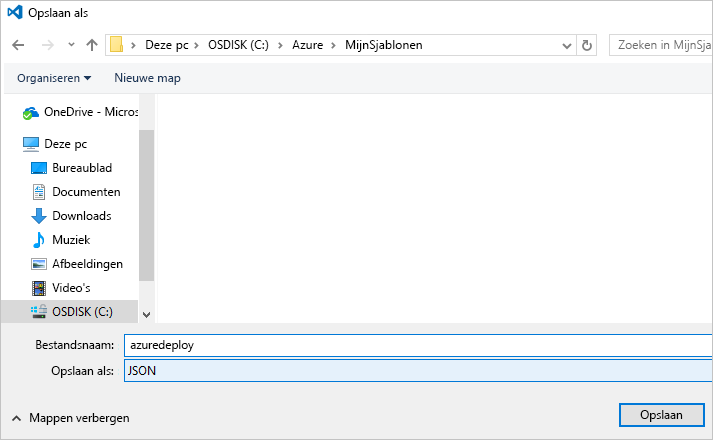 Opslaan als
Deze pc OSDISK (C:) Azure MijnSjablonen
Zoeken in MijnSja
Organiseren Nieuwe map
OneDrive - Micros
Deze pc
Bureaublad
Documenten
Downloads
Muziek
Afbeeldingen
Video's
OSDISK (C:)
Bestandsnaam: azuredeploy
Opslaan als: JSON
Mappen verbergen
Opslaan